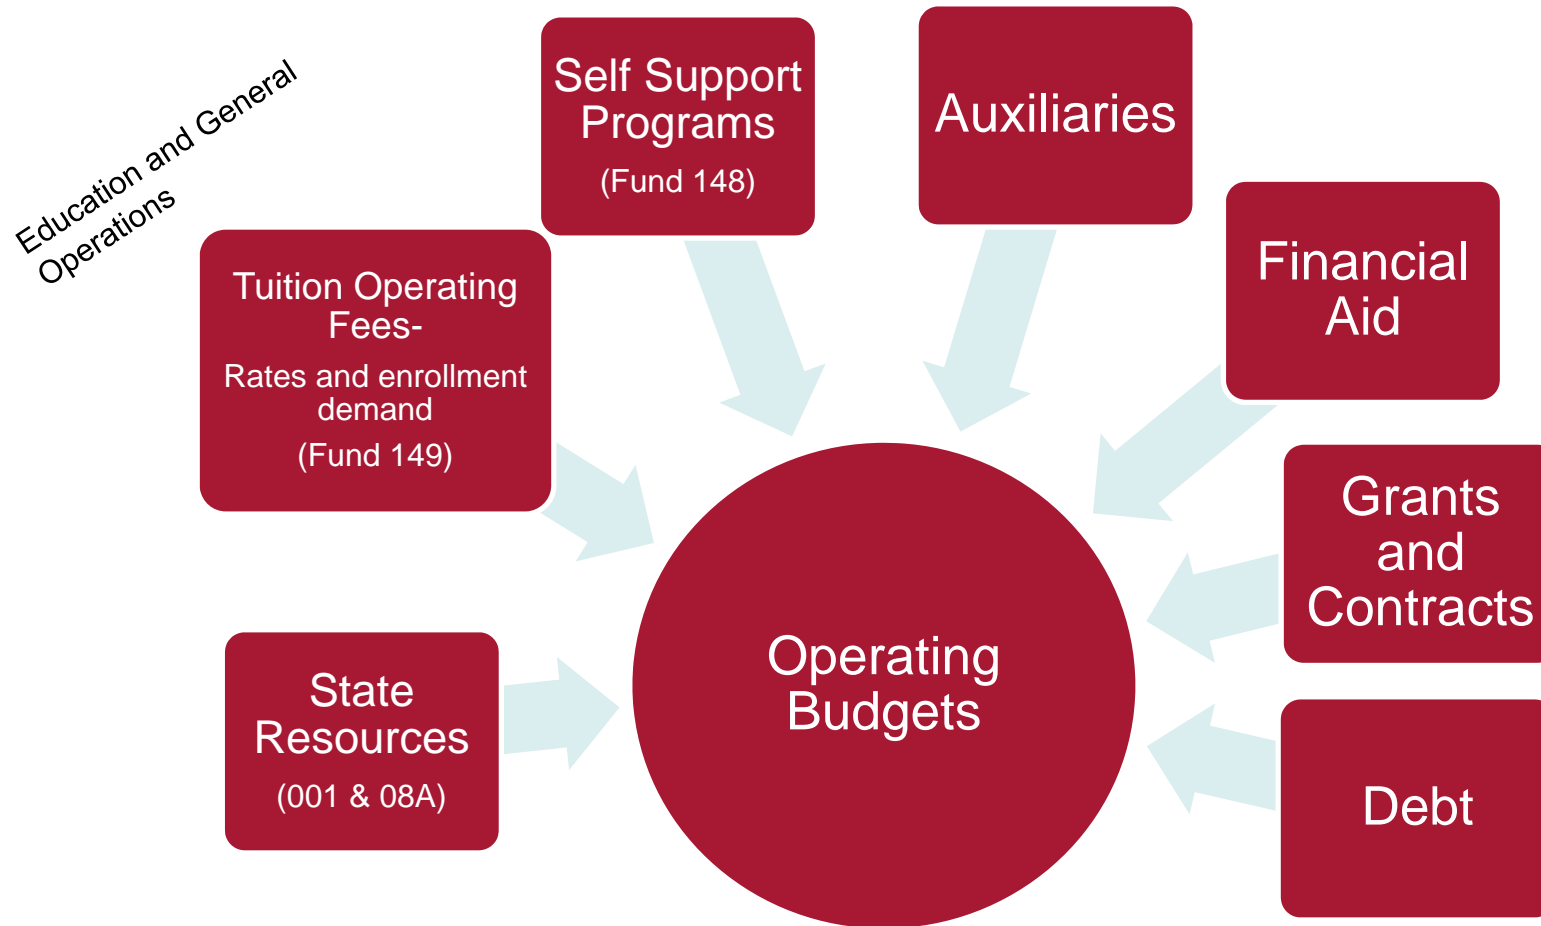 Education and General
Operations
Self Support
Programs
(Fund 148)
Auxiliaries
Financial
Aid
Tuition Operating
Fees-
Rates and enrollment
demand
(Fund 149)
Grants
and
Contracts
State
Resources
(001 & 08A)
Operating
Budgets
Debt